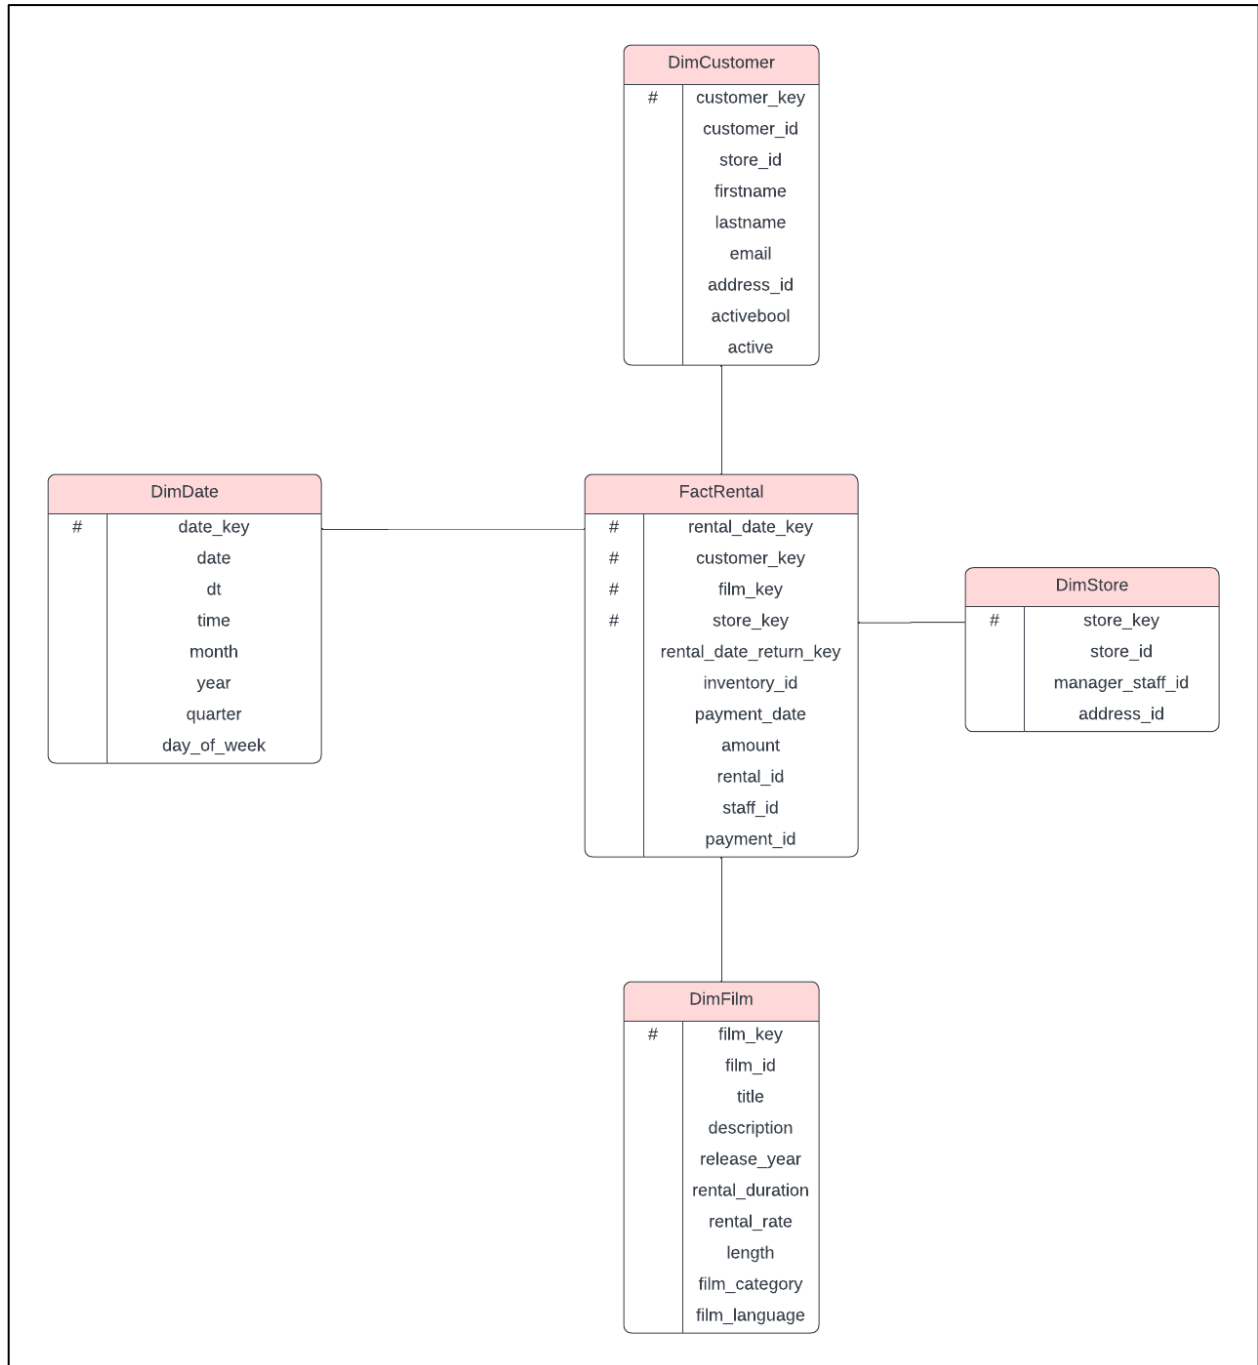 DimCustomer
# customer_key
customer_id
store_id
firstname
lastname
email
address_id
activebool
active
DimDate
# date_key
date
dt
time
month
year
quarter
day_of_week
FactRental
# rental_date_key
# customer_key
# film_key
# store_key
rental_date_return_key
inventory_id
payment_date
amount
rental_id
staff_id
payment_id
DimStore
# store_key
store_id
manager_staff_id
address_id
DimFilm
# film_key
film_id
title
description
release_year
rental_duration
rental_rate
length
film_category
film_language